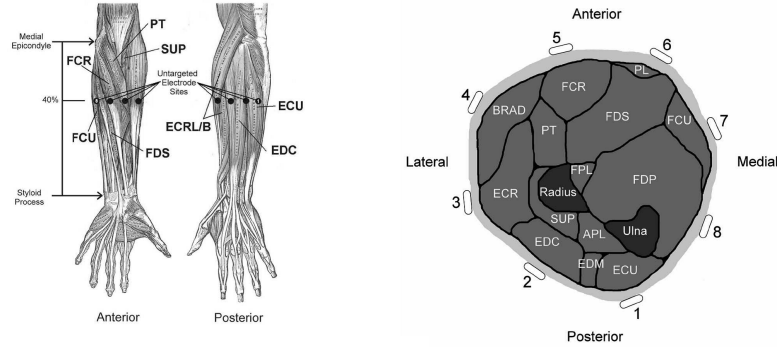 PT
Medial
Epicondyle
SUP
FCR
Untargeted
Electrode
Sites
40%
ECU
FCU
ECRL/B
FDS
EDC
Styloid
Process
Anterior
Posterior
Anterior
5
6
PL
FCR
4
BRAD
FDS
FCU
7
PT
Lateral
Medial
FPL
FDP
ECR
Radius
3
SUP
Ulna
APL
8
EDC
EDM
ECU
2
1
Posterior